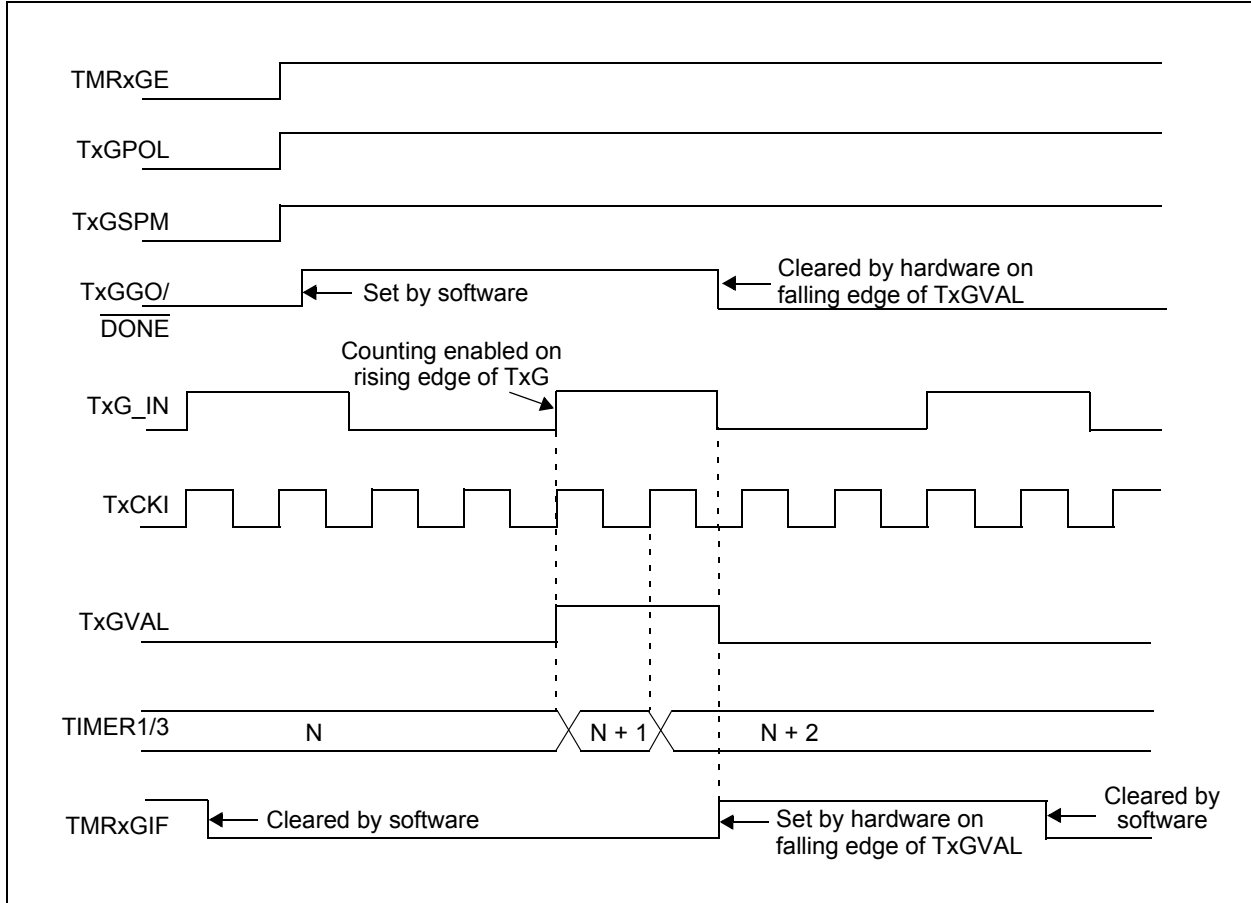 TMRxGE
TxGPOL
TxGSPM
TxGGO/
DONE
Set by software
Cleared by hardware on
falling edge of TxGVAL
Counting enabled on
rising edge of TxG
TxG_IN
TxCKI
TxGVAL
TIMER1/3
N
N + 1
N + 2
TMRxGIF
Cleared by software
Set by hardware on
falling edge of TxGVAL
Cleared by
software